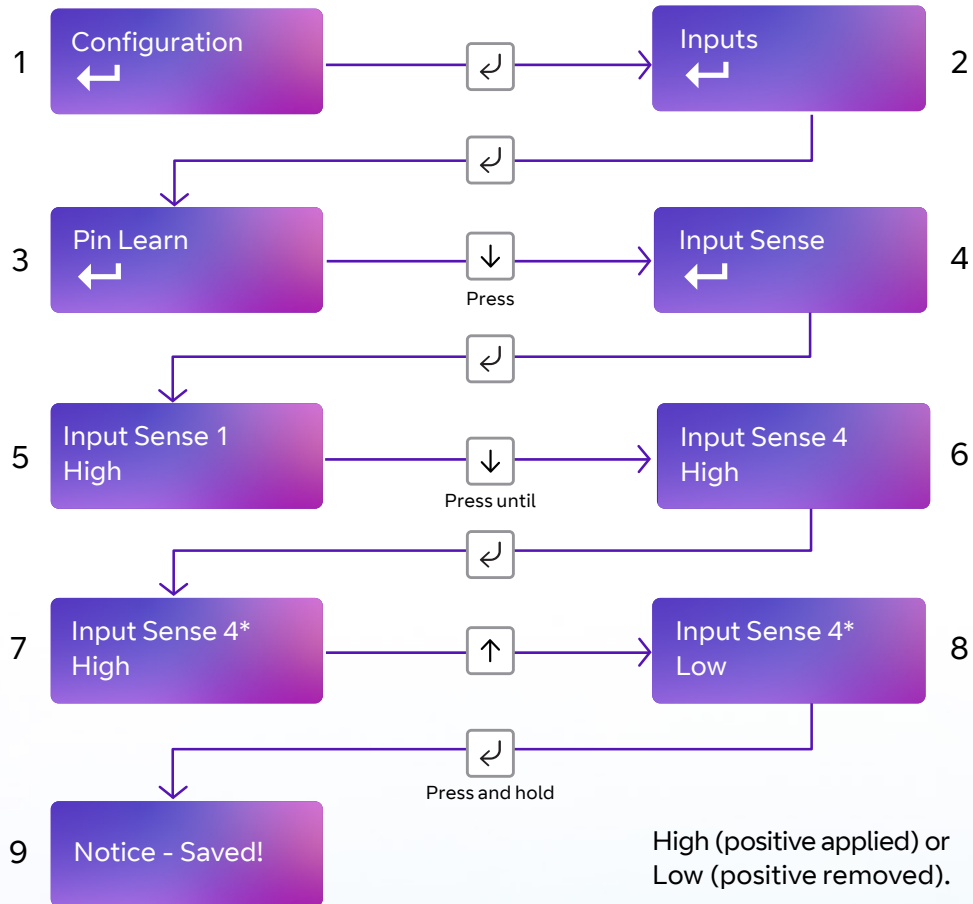 1
Configuration
Inputs
2
3
Pin Learn
Press
Input Sense
4
5
Input Sense 1
High
Press until
Input Sense 4
High
6
7
Input Sense 4*
High
Input Sense 4*
Low
8
Press and hold
9
Notice - Saved!
High (positive applied) or
Low (positive removed).